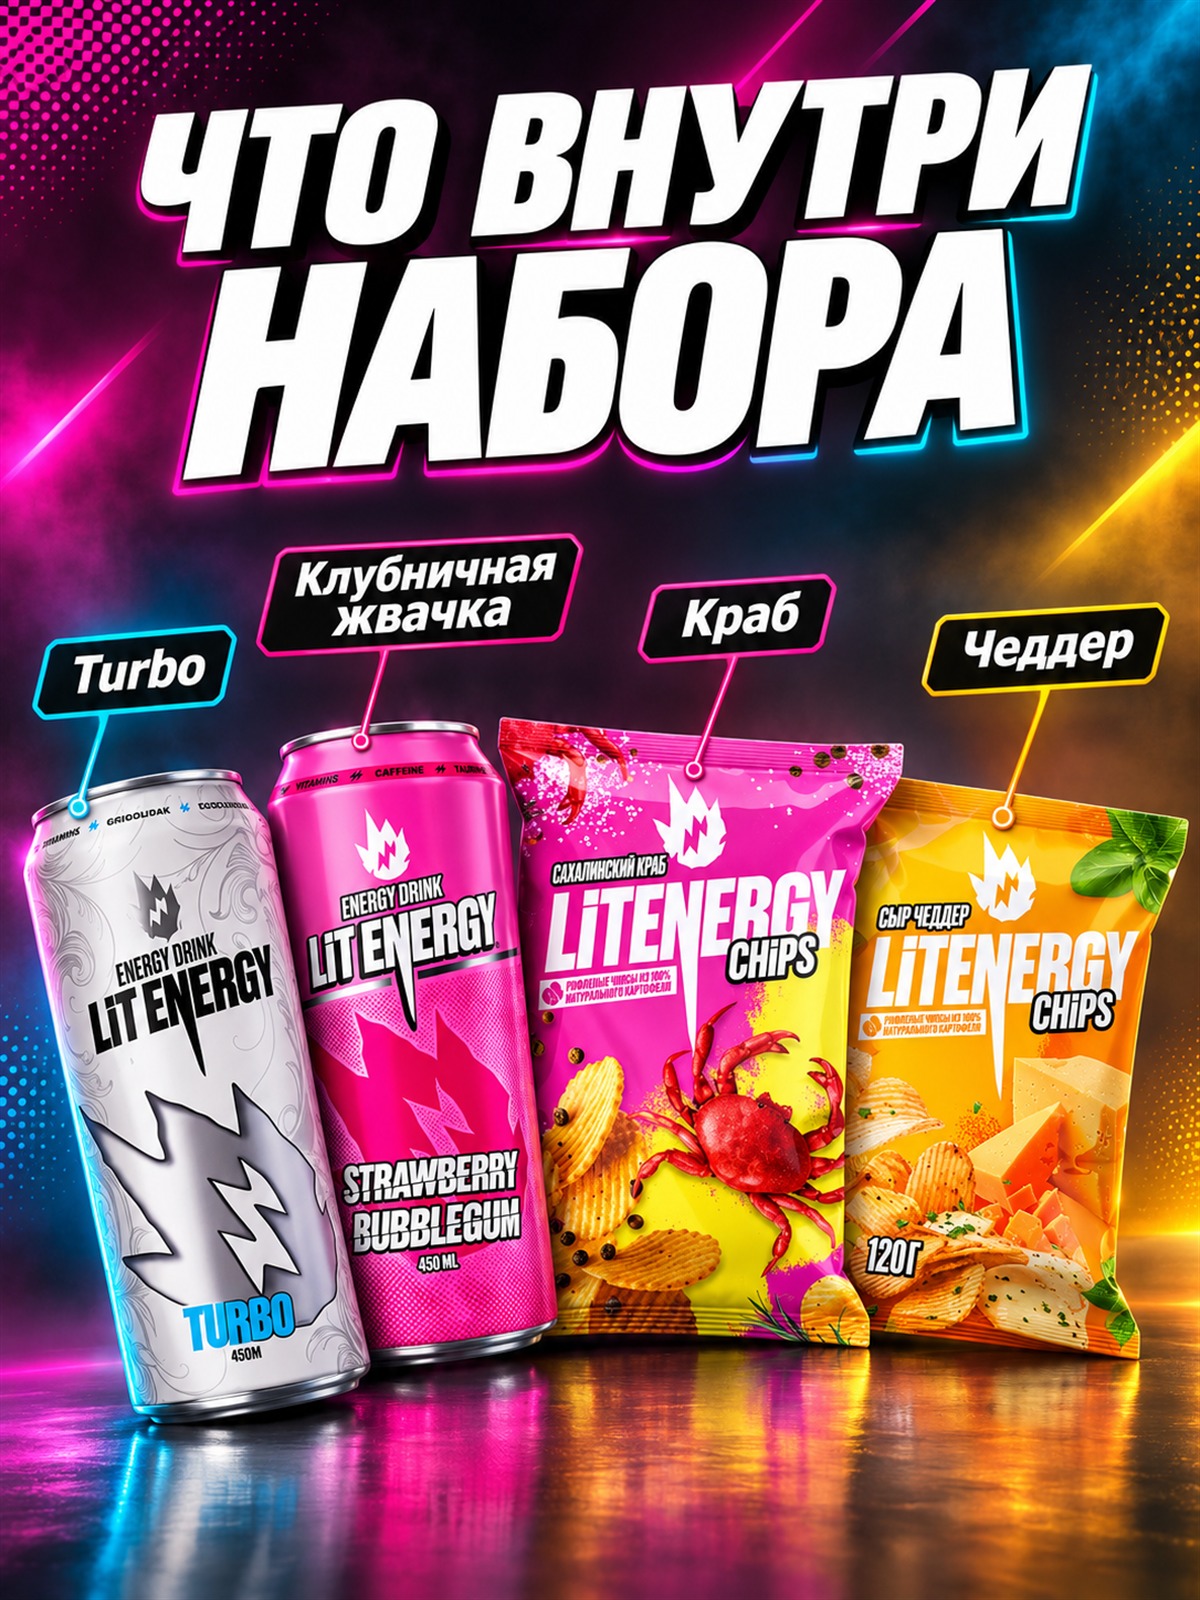 ЧТО ВНУТРИ
НАБОРА
Turbo
Клубничная
жвачка
Краб
Чеддер
VITAMINS CAFFEINE
ENERGY DRINK
LIT ENERGY
TURBO
450M
ENERGY DRINK
LIT ENERGY
STRAWBERRY
BUBBLEGUM
450 ML
САХАЛИНСКИЙ КРАБ
LITENERGY
CHIPS
РИФЛЕНЫЕ ЧИПСЫ ИЗ 100%
НАТУРАЛЬНОГО КАРТОФЕЛЯ
СЫР ЧЕДДЕР
LITENERGY
CHIPS
РИФЛЕНЫЕ ЧИПСЫ ИЗ 100%
НАТУРАЛЬНОГО КАРТОФЕЛЯ
120Г